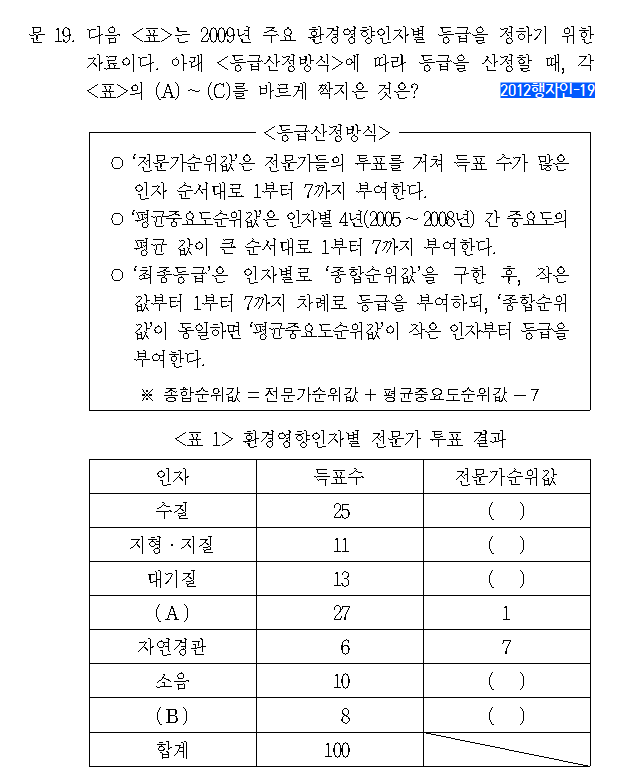 문 19. 다음 <표>는 2009년 주요 환경영향인자별 등급을 정하기 위한
자료이다. 아래 <등급산정방식>에 따라 등급을 산정할 때, 각
<표>의 (A) ~ (C)를 바르게 짝지은 것은? 2012행자인-19
<등급산정방식>
○ '전문가순위값'은 전문가들의 투표를 거쳐 득표 수가 많은
인자 순서대로 1부터 7까지 부여한다.
○ '평균중요도순위값'은 인자별 4년(2005 ~ 2008년) 간 중요도의
평균 값이 큰 순서대로 1부터 7까지 부여한다.
○ '최종등급'은 인자별로 '종합순위값'을 구한 후, 작은
값부터 1부터 7까지 차례로 등급을 부여하되, '종합순위
값'이 동일하면 '평균중요도순위값'이 작은 인자부터 등급을
부여한다.
※ 종합순위값 = 전문가순위값 + 평균중요도순위값 - 7
<표 1> 환경영향인자별 전문가 투표 결과
인자 득표수 전문가순위값
수질 25 ( )
지형·지질 11 ( )
대기질 13 ( )
(A) 27 1
자연경관 6 7
소음 10 ( )
(B) 8 ( )
합계 100